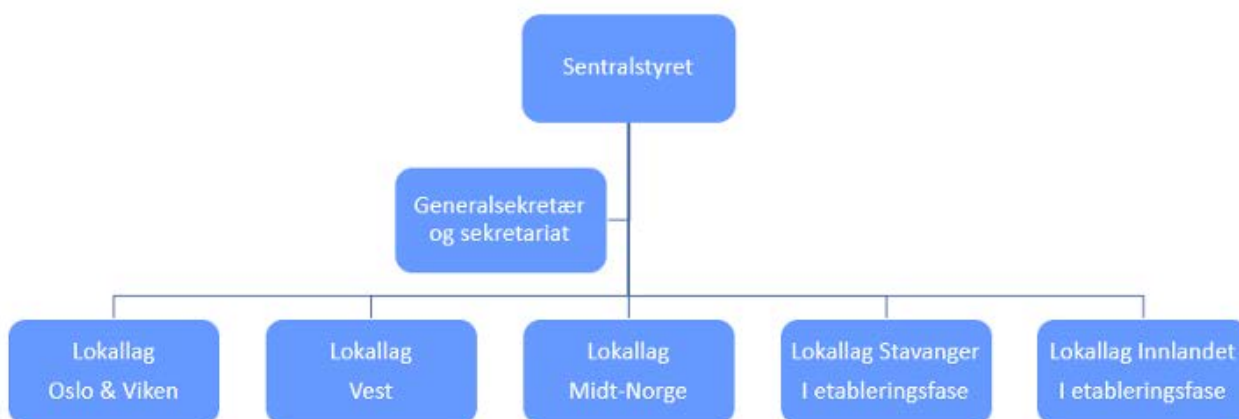 Sentralstyret
Generalsekretær
og sekretariat
Lokallag
Oslo & Viken
Lokallag
Vest
Lokallag
Midt-Norge
Lokallag Stavanger
I etableringsfase
Lokallag Innlandet
I etableringsfase